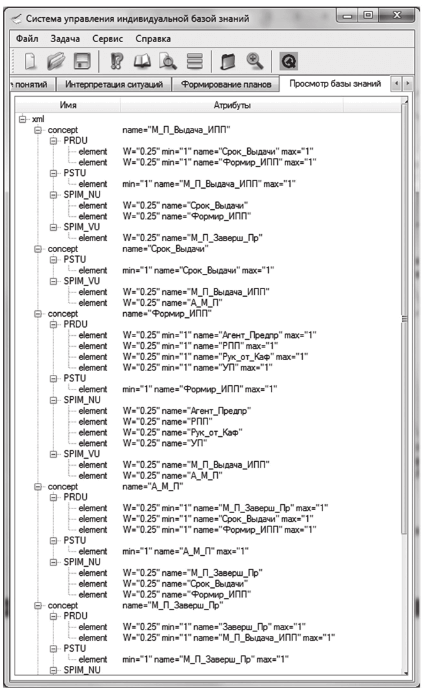 Система управления индивидуальной базой знаний
Файл Задача Сервис Справка
понятий Интерпретация ситуаций Формирование планов Просмотр базы знаний
Имя Атрибуты
xml
concept name="М_П_Выдача_ИПП"
PRDU
element W="0.25" min="1" name="Срок_Выдачи" max="1"
element W="0.25" min="1" name="Формир_ИПП" max="1"
PSTU
element min="1" name="М_П_Выдача_ИПП" max="1"
SPIM_NU
element W="0.25" name="Срок_Выдачи"
element W="0.25" name="Формир_ИПП"
SPIM_VU
element W="0.25" name="М_П_Заверш_Пр"
concept name="Срок_Выдачи"
PSTU
element min="1" name="Срок_Выдачи" max="1"
SPIM_VU
element W="0.25" name="М_П_Выдача_ИПП"
element W="0.25" name="А_М_П"
concept name="Формир_ИПП"
PRDU
element W="0.25" min="1" name="Агент_Предпр" max="1"
element W="0.25" min="1" name="РПП" max="1"
element W="0.25" min="1" name="Рук_от_Каф" max="1"
element W="0.25" min="1" name="УП" max="1"
PSTU
element min="1" name="Формир_ИПП" max="1"
SPIM_NU
element W="0.25" name="Агент_Предпр"
element W="0.25" name="РПП"
element W="0.25" name="Рук_от_Каф"
element W="0.25" name="УП"
SPIM_VU
element W="0.25" name="М_П_Выдача_ИПП"
element W="0.25" name="А_М_П"
concept name="А_М_П"
PRDU
element W="0.25" min="1" name="М_П_Заверш_Пр" max="1"
element W="0.25" min="1" name="Срок_Выдачи" max="1"
element W="0.25" min="1" name="Формир_ИПП" max="1"
PSTU
element min="1" name="А_М_П" max="1"
SPIM_NU
element W="0.25" name="М_П_Заверш_Пр"
element W="0.25" name="Срок_Выдачи"
element W="0.25" name="Формир_ИПП"
concept name="М_П_Заверш_Пр"
PRDU
element W="0.25" min="1" name="Заверш_Пр" max="1"
element W="0.25" min="1" name="М_П_Выдача_ИПП" max="1"
PSTU
element min="1" name="М_П_Заверш_Пр" max="1"
SPIM_NU